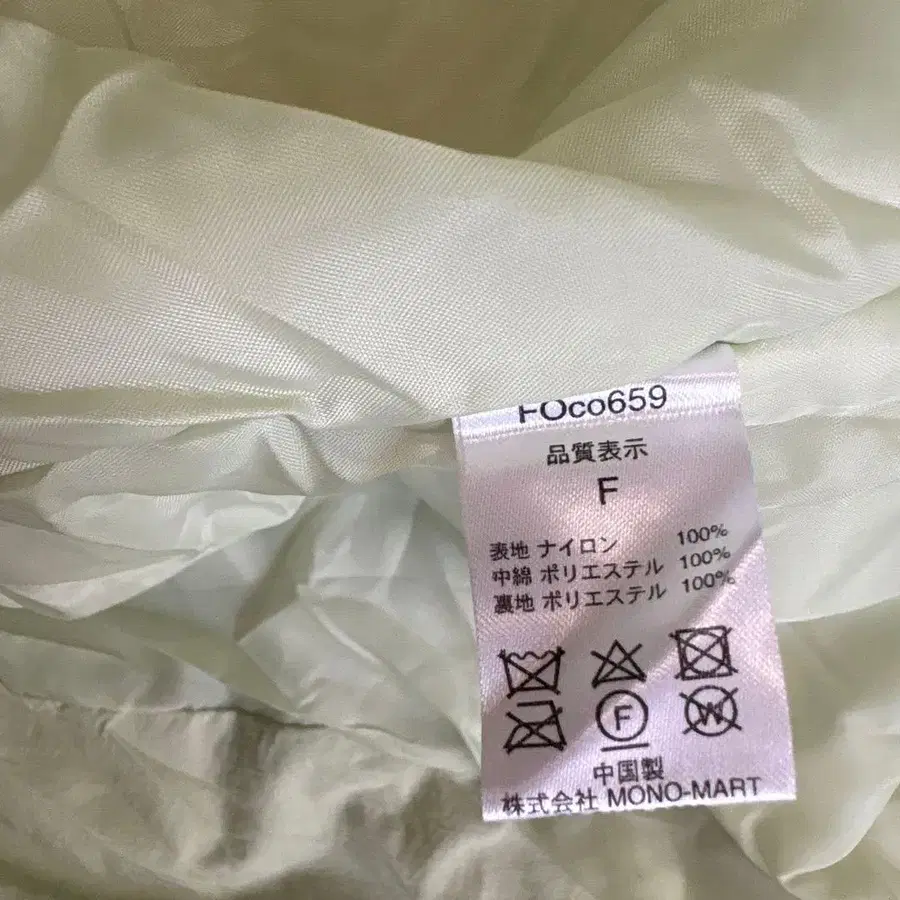 FOco659
品質表示
F
表地 ナイロン 100%
中綿 ポリエステル 100%
裏地 ポリエステル 100%
F W
中国製
株式会社 MONO-MART